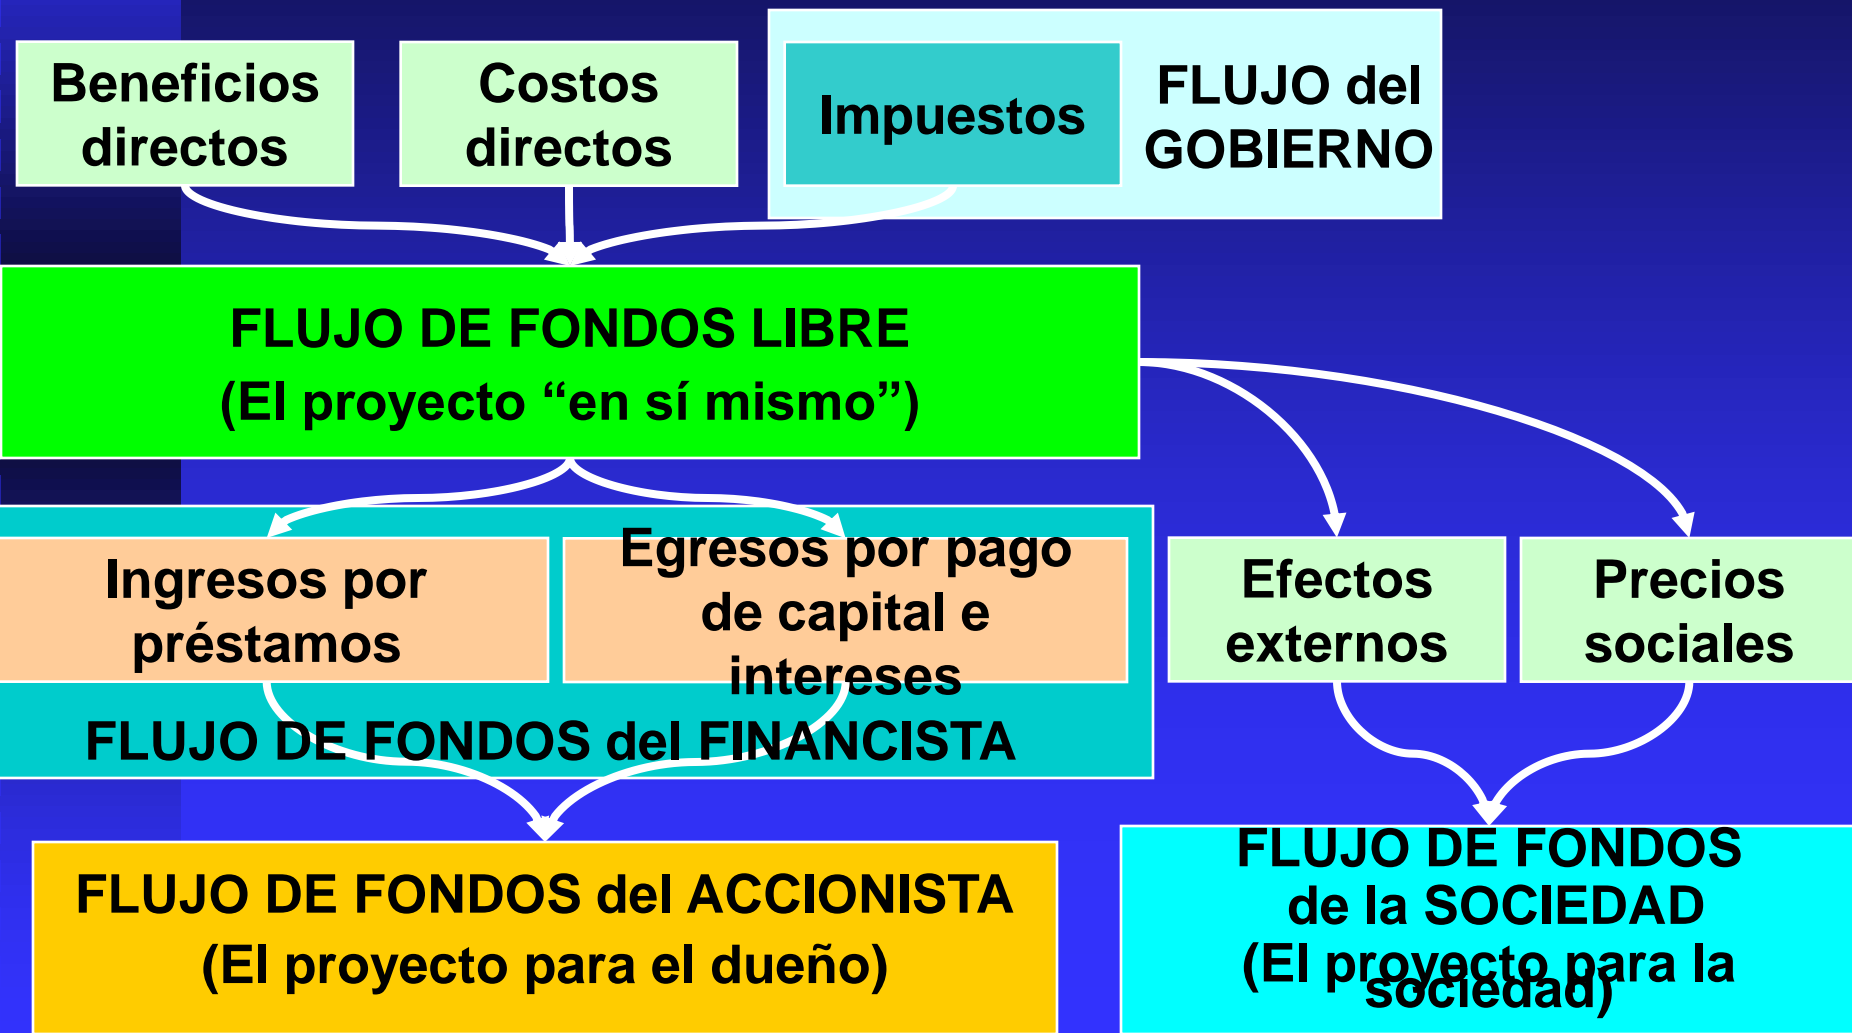 Beneficios
directos
Costos
directos
Impuestos
FLUJO del
GOBIERNO
FLUJO DE FONDOS LIBRE
(El proyecto “en sí mismo”)
Ingresos por
préstamos
Egresos por pago
de capital e
intereses
FLUJO DE FONDOS del FINANCISTA
Efectos
externos
Precios
sociales
FLUJO DE FONDOS del ACCIONISTA
(El proyecto para el dueño)
FLUJO DE FONDOS
de la SOCIEDAD
(El proyecto para la
sociedad)